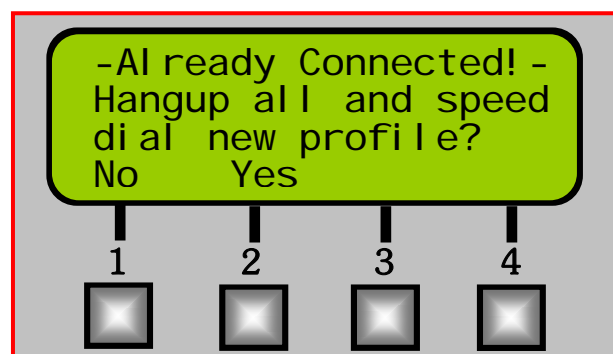 -Already Connected!-
Hangup all and speed
dial new profile?
No Yes
1 2 3 4